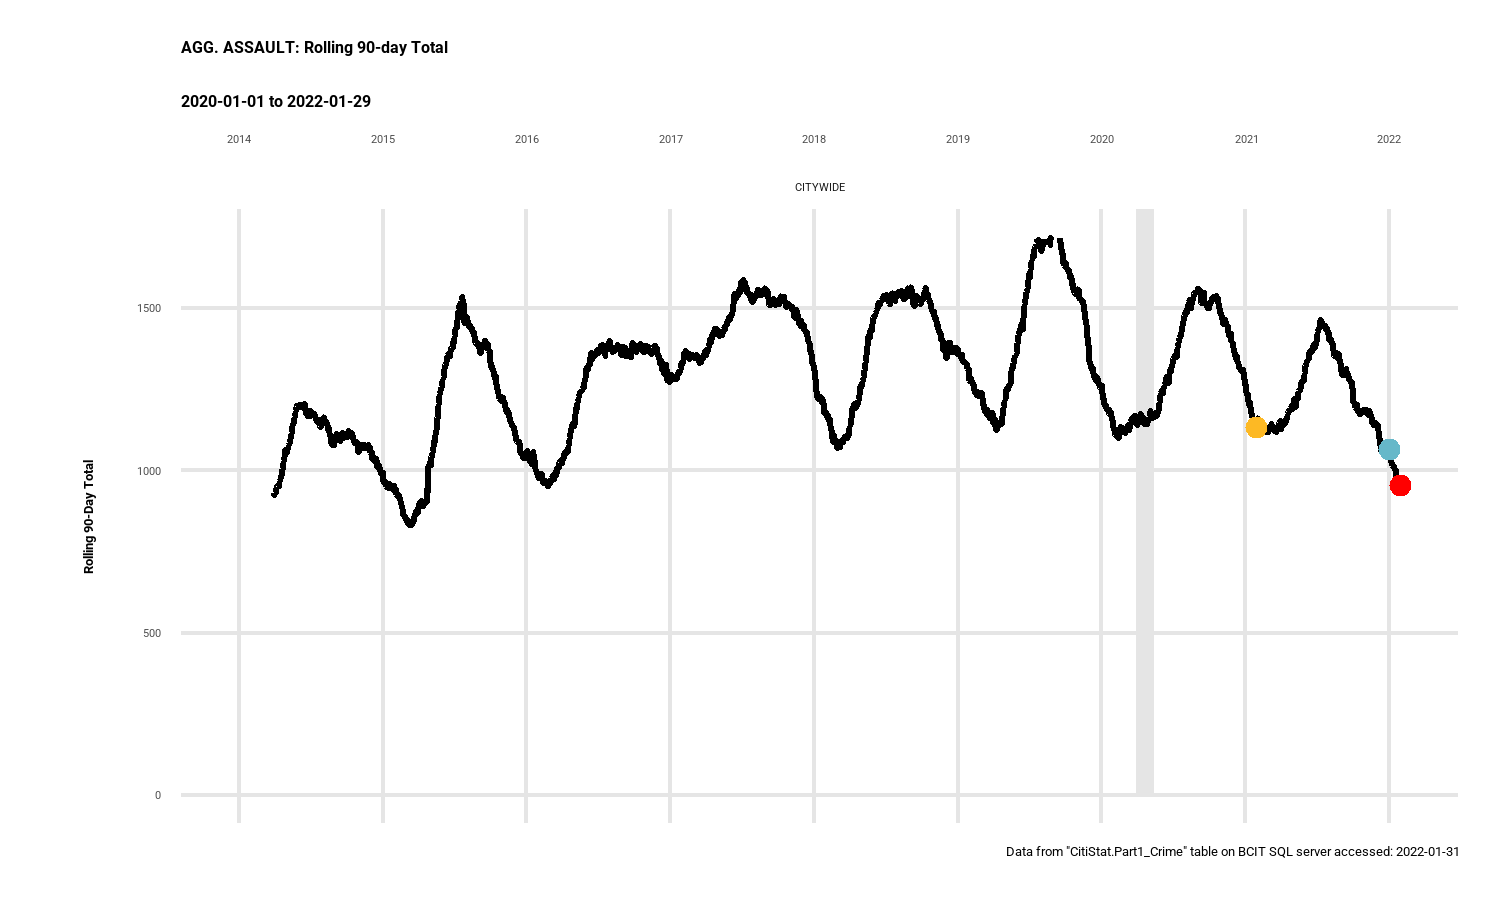 AGG. ASSAULT: Rolling 90-day Total
2020-01-01 to 2022-01-29
2014 2015 2016 2017 2018 2019 2020 2021 2022
CITYWIDE
1500
1000
500
0
Rolling 90-Day Total
Data from "CitiStat.Part1_Crime" table on BCIT SQL server accessed: 2022-01-31